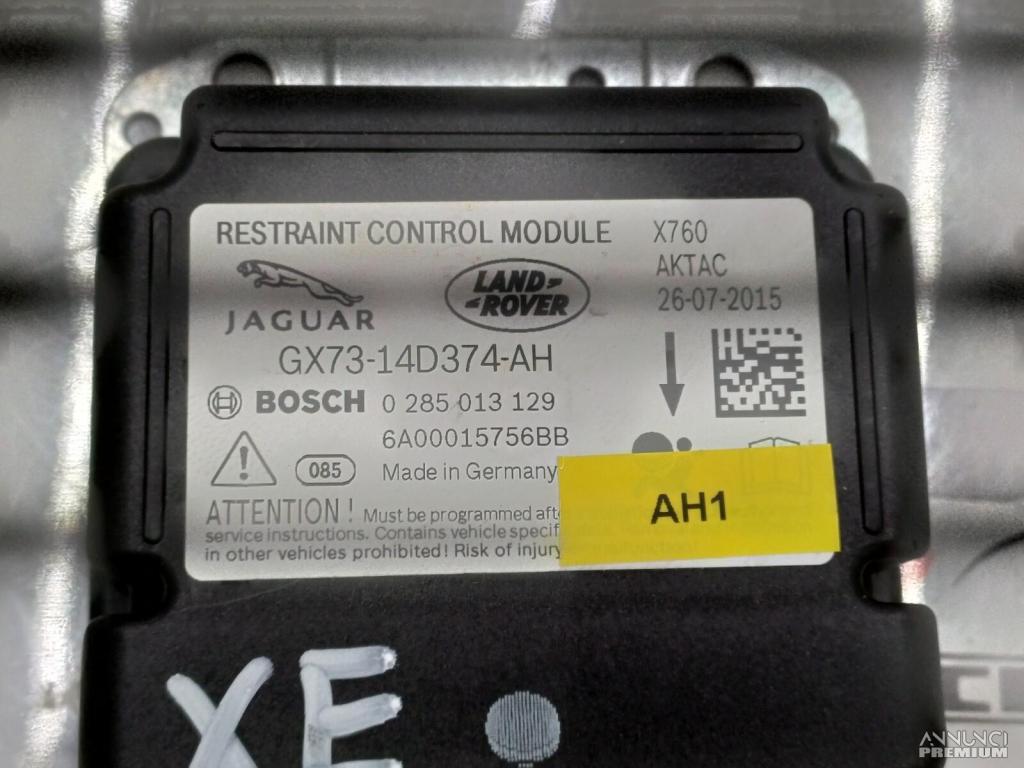 RESTRAINT CONTROL MODULE X760
AKTAC
26-07-2015
JAGUAR
LAND
ROVER
GX73-14D374-AH
BOSCH 0 285 013 129
6A00015756BB
085 Made in Germany
ATTENTION! Must be programmed afte
service instructions. Contains vehicle specif
in other vehicles prohibited! Risk of injury
AH1
XE
ANNUNCI
PREMIUM